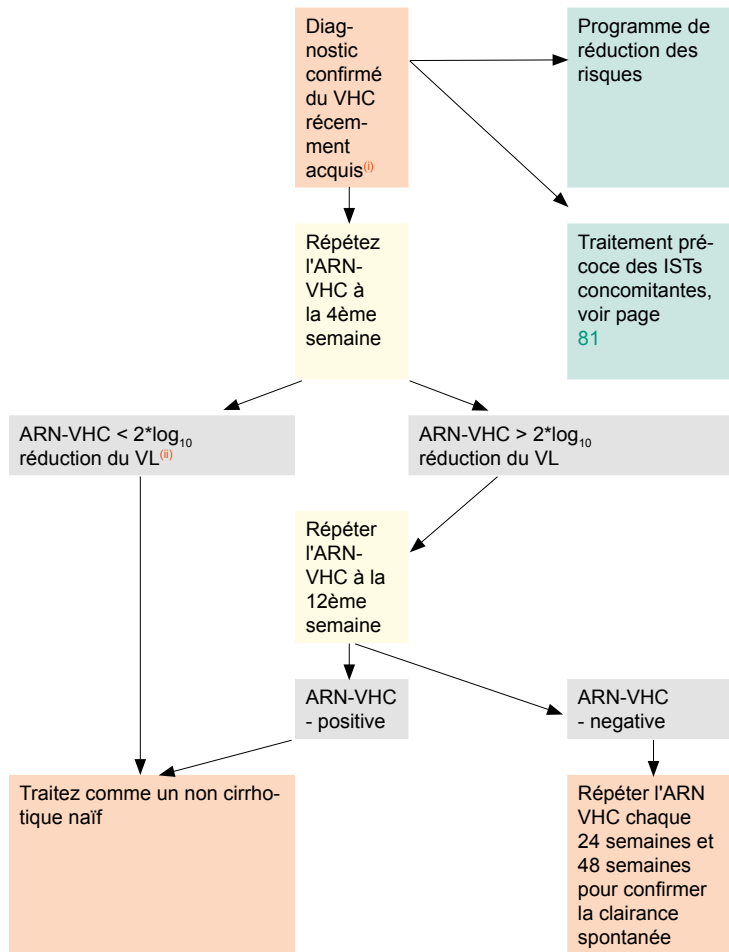 Diag-
nostic
confirmé
du VHC
récem-
ment
acquis(i)
Programme de
réduction des
risques
Répétez
l'ARN-
VHC à
la 4ème
semaine
Traitement pré-
coce des ISTs
concomitantes,
voir page
81
ARN-VHC < 2*log10
réduction du VL(ii)
ARN-VHC > 2*log10
réduction du VL
Répéter
l'ARN-
VHC à la
12ème
semaine
ARN-VHC
- positive
ARN-VHC
- negative
Traitez comme un non cirrho-
tique naïf
Répéter l'ARN
VHC chaque
24 semaines et
48 semaines
pour confirmer
la clairance
spontanée